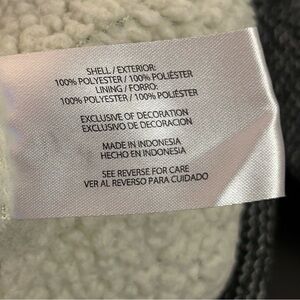 SHELL / EXTERIOR:
100% POLYESTER / 100% POLIÉSTER
LINING / FORRO:
100% POLYESTER / 100% POLIÉSTER
EXCLUSIVE OF DECORATION
EXCLUSIVO DE DECORACION
MADE IN INDONESIA
HECHO EN INDONESIA
SEE REVERSE FOR CARE
VER AL REVERSO PARA CUIDADO